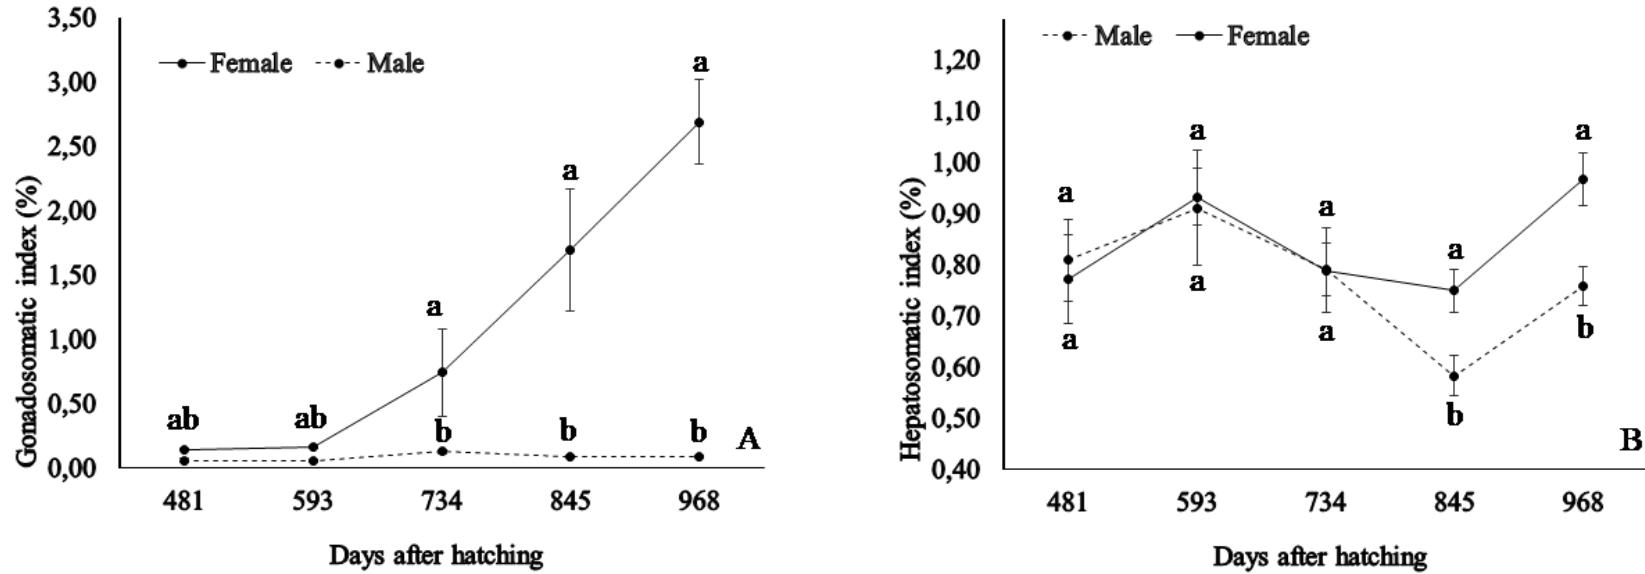 3,50
3,00
2,50
2,00
1,50
1,00
0,50
0,00
Gonadosomatic index (%)
Female Male
ab
ab
a
a
a
b
b
b
A
481 593 734 845 968
Days after hatching
Male Female
1,20
1,10
1,00
0,90
0,80
0,70
0,60
0,50
0,40
Hepatosomatic index (%)
a
a
a
a
a
a
a
a
b
b
B
481 593 734 845 968
Days after hatching